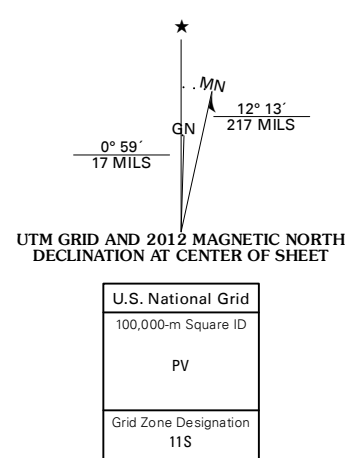 ★
MN
GN
12° 13´
217 MILS
0° 59´
17 MILS
UTM GRID AND 2012 MAGNETIC NORTH
DECLINATION AT CENTER OF SHEET
U.S. National Grid
100,000-m Square ID
PV
Grid Zone Designation
11S